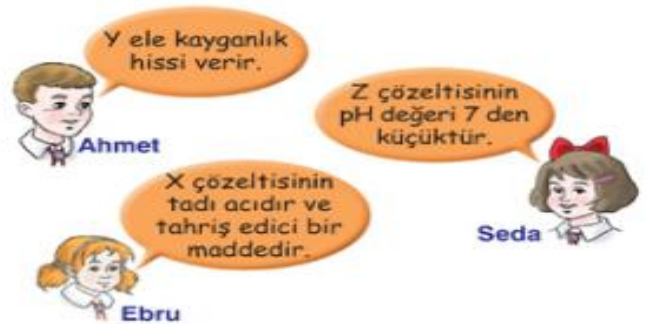 Y ele kayganlık
hissi verir.
Ahmet
Z çözeltisinin
pH değeri 7 den
küçüktür.
Seda
X çözeltisinin
tadı acıdır ve
tahriş edici bir
maddedir.
Ebru